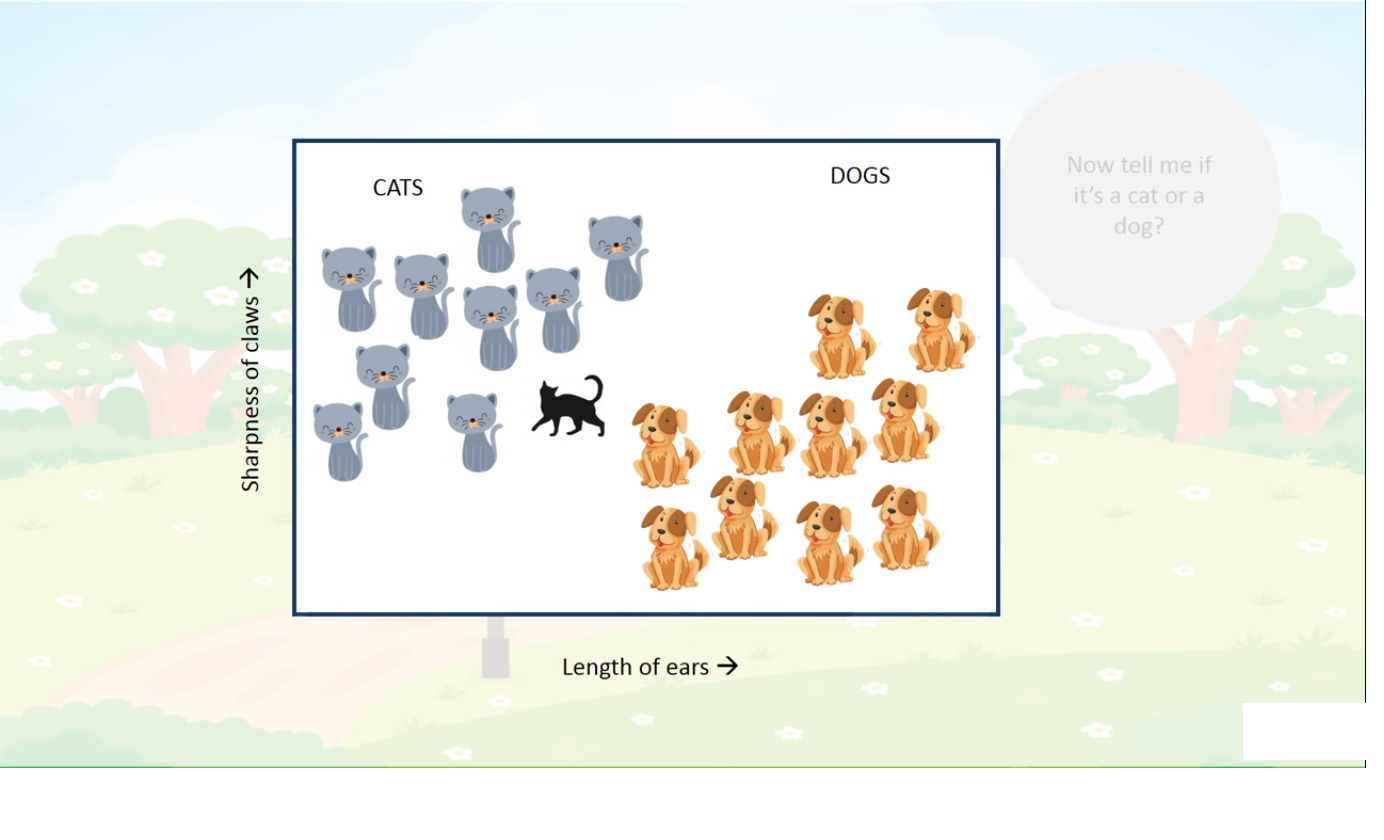 Now tell me if
it's a cat or a
dog?
CATS
DOGS
Sharpness of claws →
Length of ears →